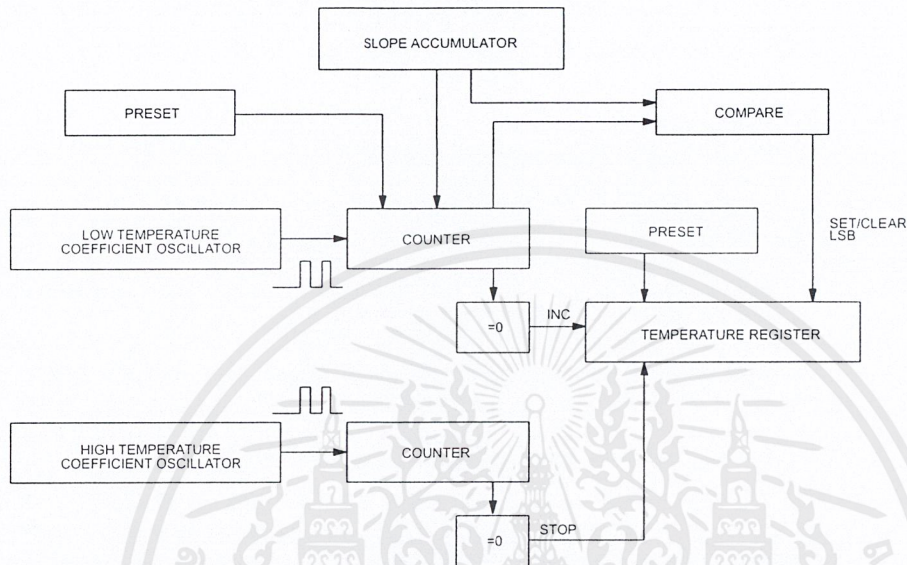 SLOPE ACCUMULATOR
PRESET
COMPARE
LOW TEMPERATURE
COEFFICIENT OSCILLATOR
COUNTER
PRESET
SET/CLEAR
LSB
=0
INC
TEMPERATURE REGISTER
HIGH TEMPERATURE
COEFFICIENT OSCILLATOR
COUNTER
=0
STOP